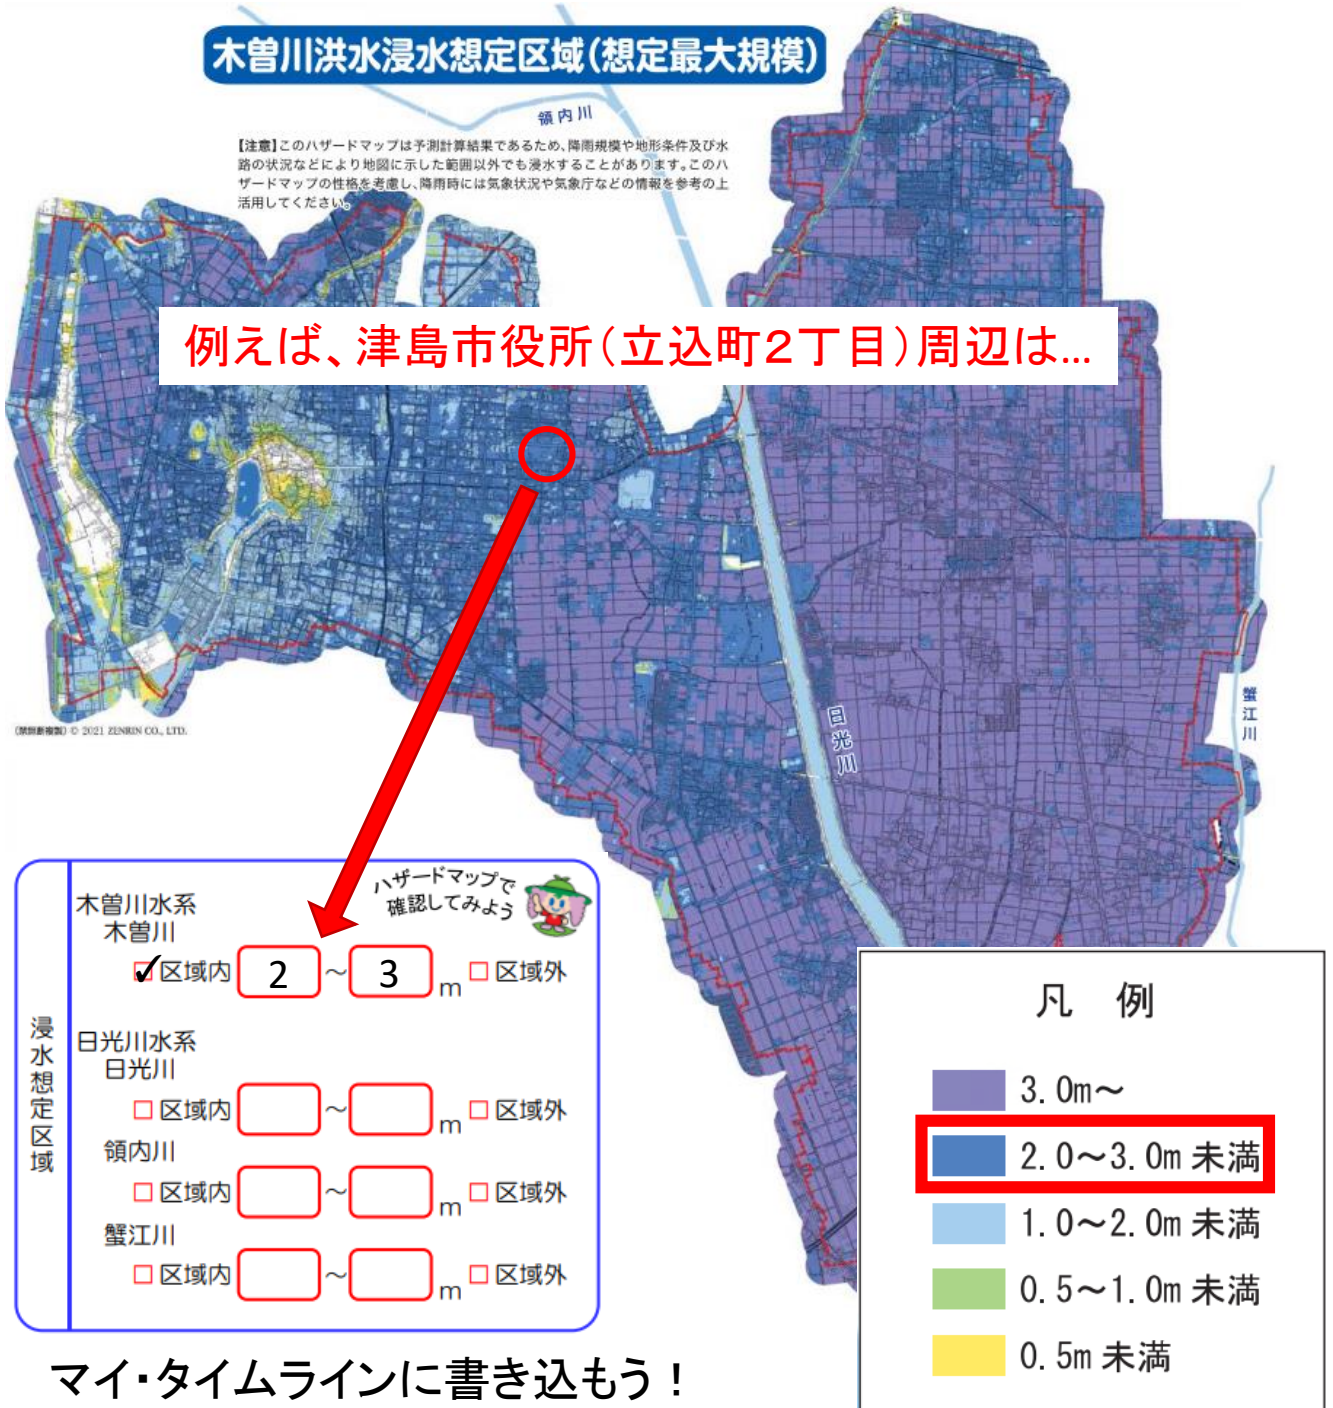 木曽川洪水浸水想定区域(想定最大規模)
領内川
【注意】このハザードマップは予測計算結果であるため、降雨規模や地形条件及び水
路の状況などにより地図に示した範囲以外でも浸水することがあります。このハ
ザードマップの性格を考慮し、降雨時には気象状況や気象庁などの情報を参考の上
活用してください。
例えば、津島市役所(立込町2丁目)周辺は…
蟹江川
日光川
(禁無断複製) © 2021 ZENRIN CO., LTD.
ハザードマップで
確認してみよう
浸水想定区域
木曽川水系
木曽川
✓区域内 2 ～ 3 m □ 区域外
日光川水系
日光川
□ 区域内 ～ m □ 区域外
領内川
□ 区域内 ～ m □ 区域外
蟹江川
□ 区域内 ～ m □ 区域外
マイ・タイムラインに書き込もう！
凡 例
3.0m～
2.0～3.0m 未満
1.0～2.0m 未満
0.5～1.0m 未満
0.5m 未満